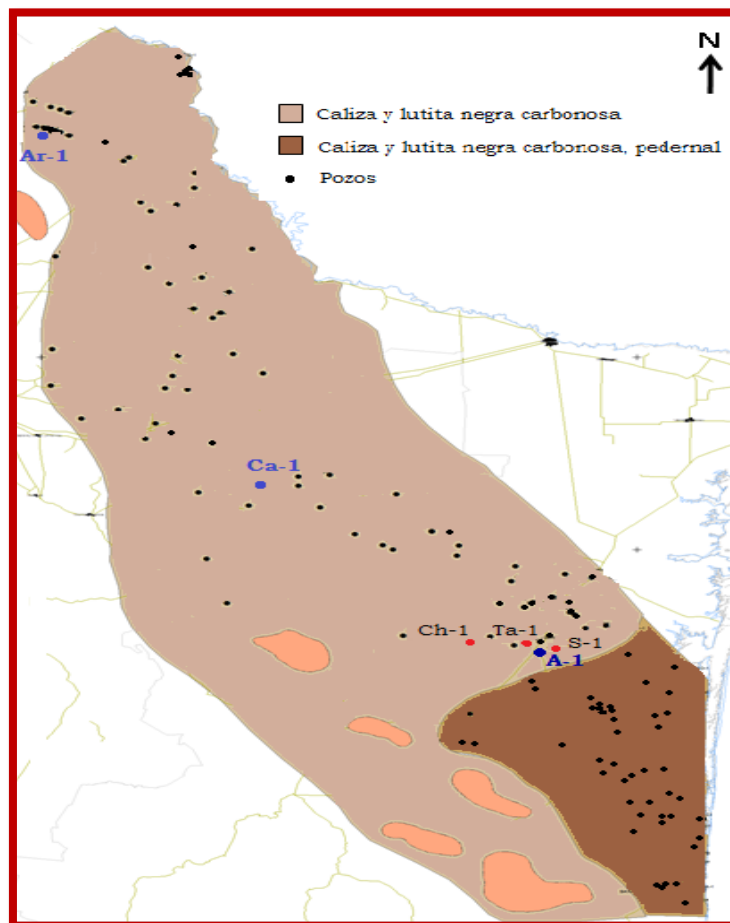 N
Caliza y lutita negra carbonosa
Caliza y lutita negra carbonosa, pedernal
Pozos
Ar-1
Ca-1
Ch-1
Ta-1
S-1
A-1